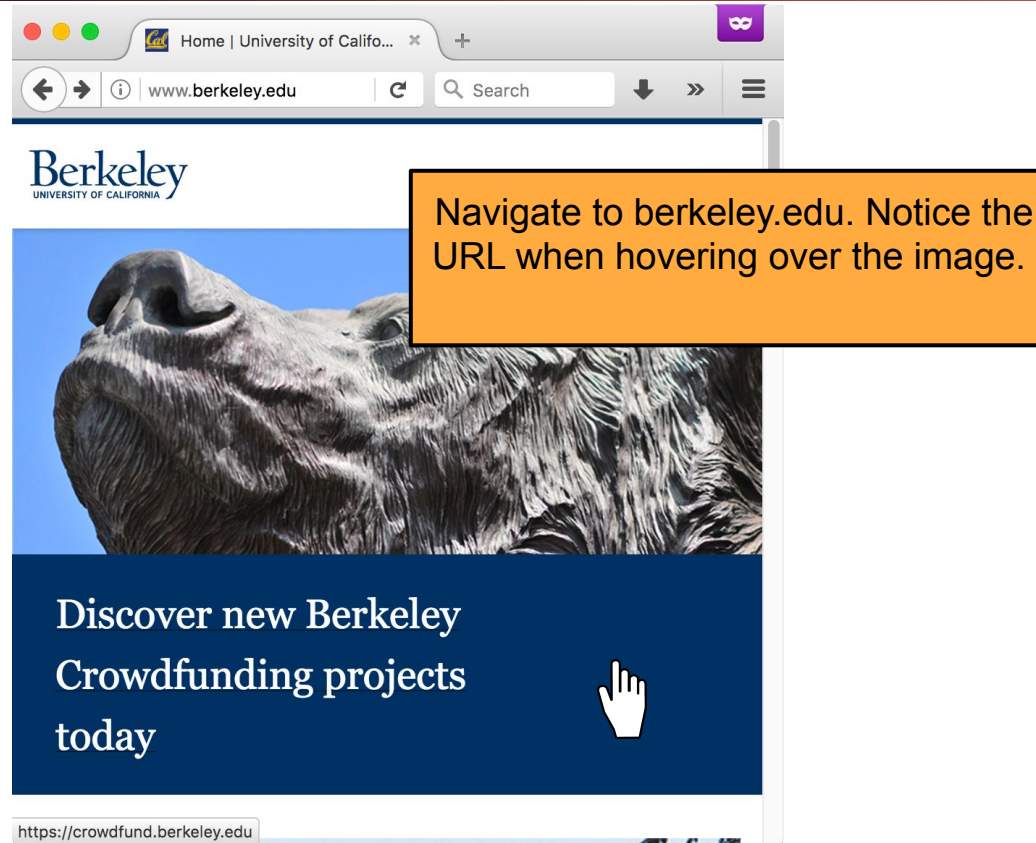 Home | University of Califo...
www.berkeley.edu
Search
Berkeley
UNIVERSITY OF CALIFORNIA
Navigate to berkeley.edu. Notice the
URL when hovering over the image.
Discover new Berkeley
Crowdfunding projects
today
https://crowdfund.berkeley.edu